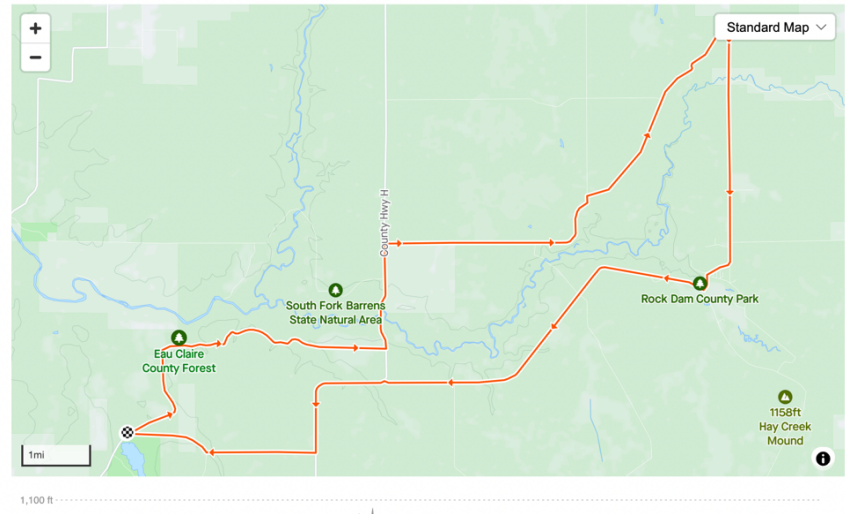 +
Standard Map
−
County Hwy H
South Fork Barrens
State Natural Area
Rock Dam County Park
Eau Claire
County Forest
1158ft
Hay Creek
Mound
1mi
i
1,100 ft